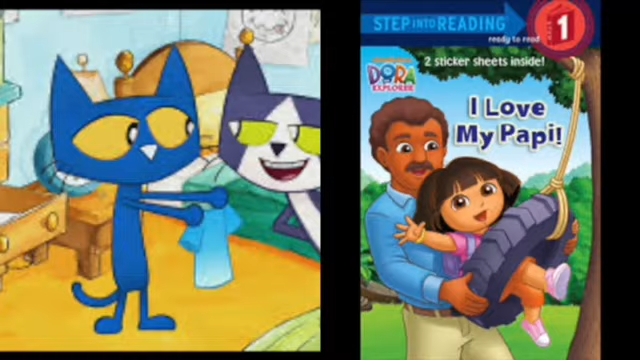 STEP INTO READING
1
ready to read
2 sticker sheets inside!
DORA
EXPLORER
I Love
My Papi!